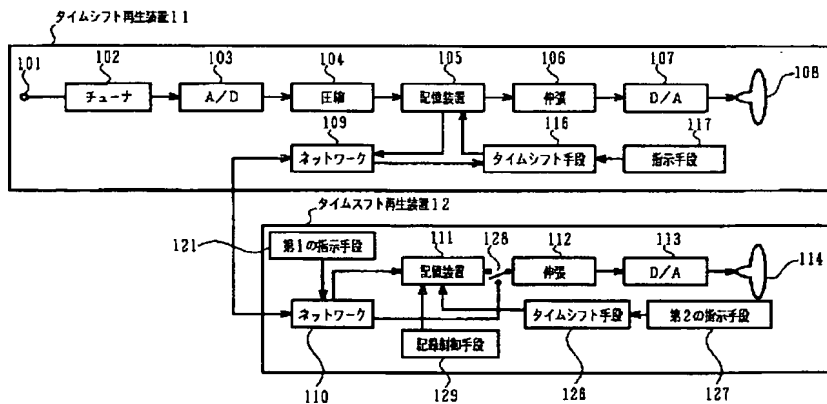 タイムシフト再生装置11
101
102
103
104
105
106
107
108
チューナ
A/D
圧縮
記憶装置
伸張
D/A
109
116
117
ネットワーク
タイムシフト手段
指示手段
タイムスフト再生装置12
121
第1の指示手段
111
128
112
113
114
記憶装置
伸張
D/A
ネットワーク
タイムシフト手段
第2の指示手段
記録制御手段
110
129
126
127